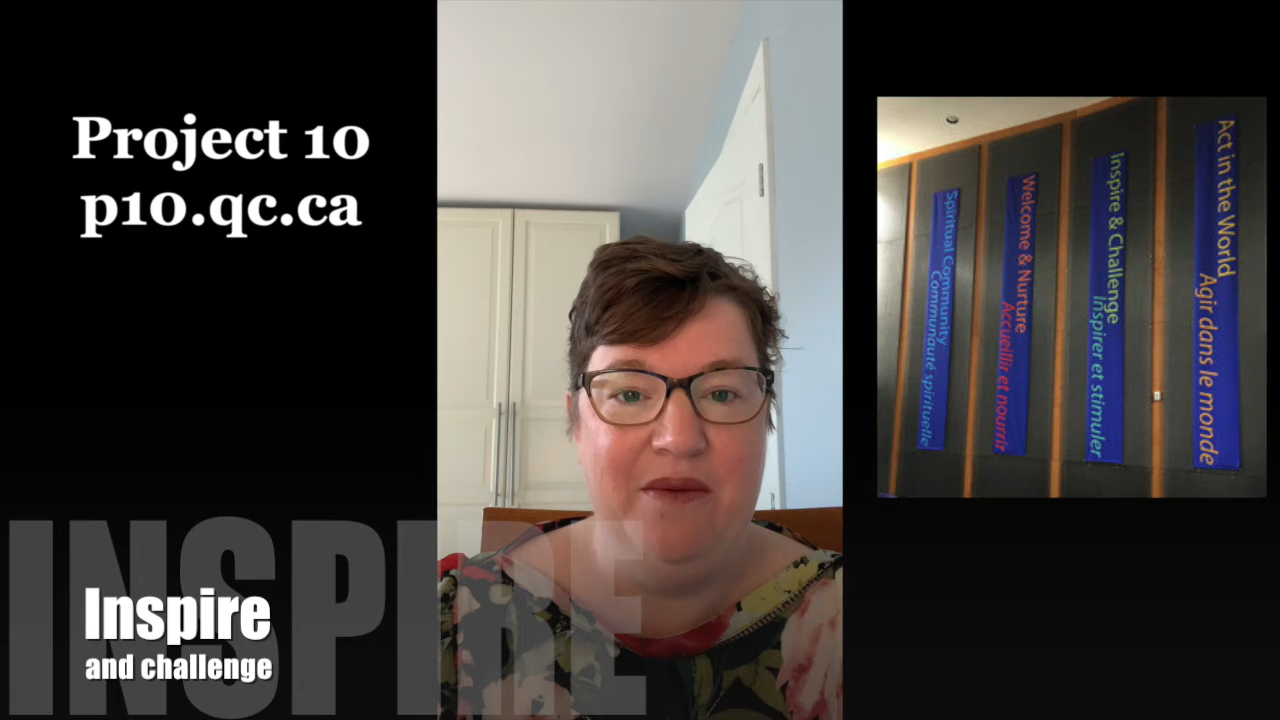 Project 10
p10.qc.ca
INSPIRE
Inspire
and challenge
Spiritual Community
Communauté spirituelle
Welcome & Nurture
Accueillir et nourrir
Inspire & Challenge
Inspirer et stimuler
Act in the World
Agir dans le monde